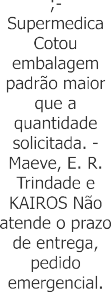 ;-
Supermedica
Cotou
embalagem
padrão maior
que a
quantidade
solicitada. -
Maeve, E. R.
Trindade e
KAIROS Não
atende o prazo
de entrega,
pedido
emergencial.